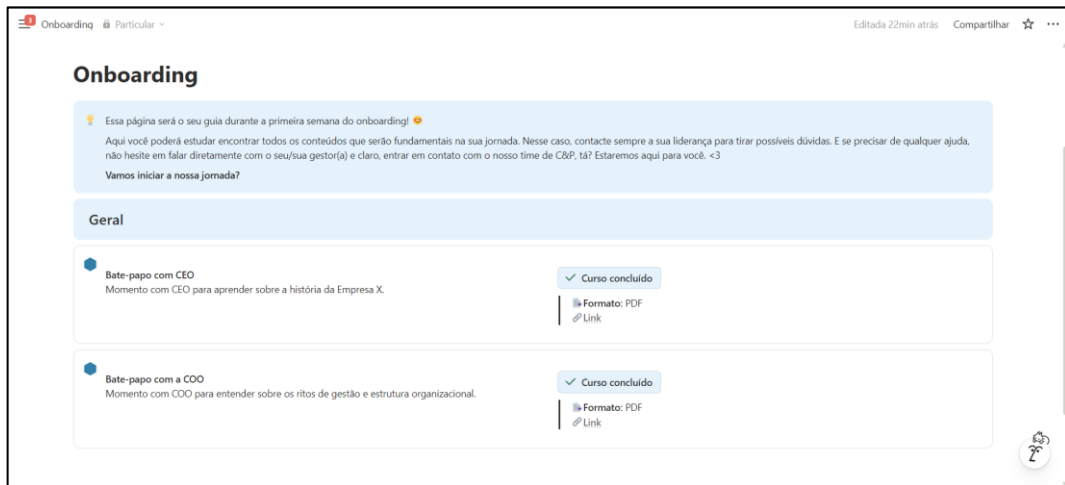 3
Onboarding Particular
Editada 22min atrás Compartilhar
Onboarding
Essa página será o seu guia durante a primeira semana do onboarding!
Aqui você poderá estudar encontrar todos os conteúdos que serão fundamentais na sua jornada. Nesse caso, contacte sempre a sua liderança para tirar possíveis dúvidas. E se precisar de qualquer ajuda,
não hesite em falar diretamente com o seu/sua gestor(a) e claro, entrar em contato com o nosso time de C&P, tá? Estaremos aqui para você. <3
Vamos iniciar a nossa jornada?
Geral
Bate-papo com CEO
Momento com CEO para aprender sobre a história da Empresa X.
Curso concluído
Formato: PDF
Link
Bate-papo com a COO
Momento com COO para entender sobre os ritos de gestão e estrutura organizacional.
Curso concluído
Formato: PDF
Link